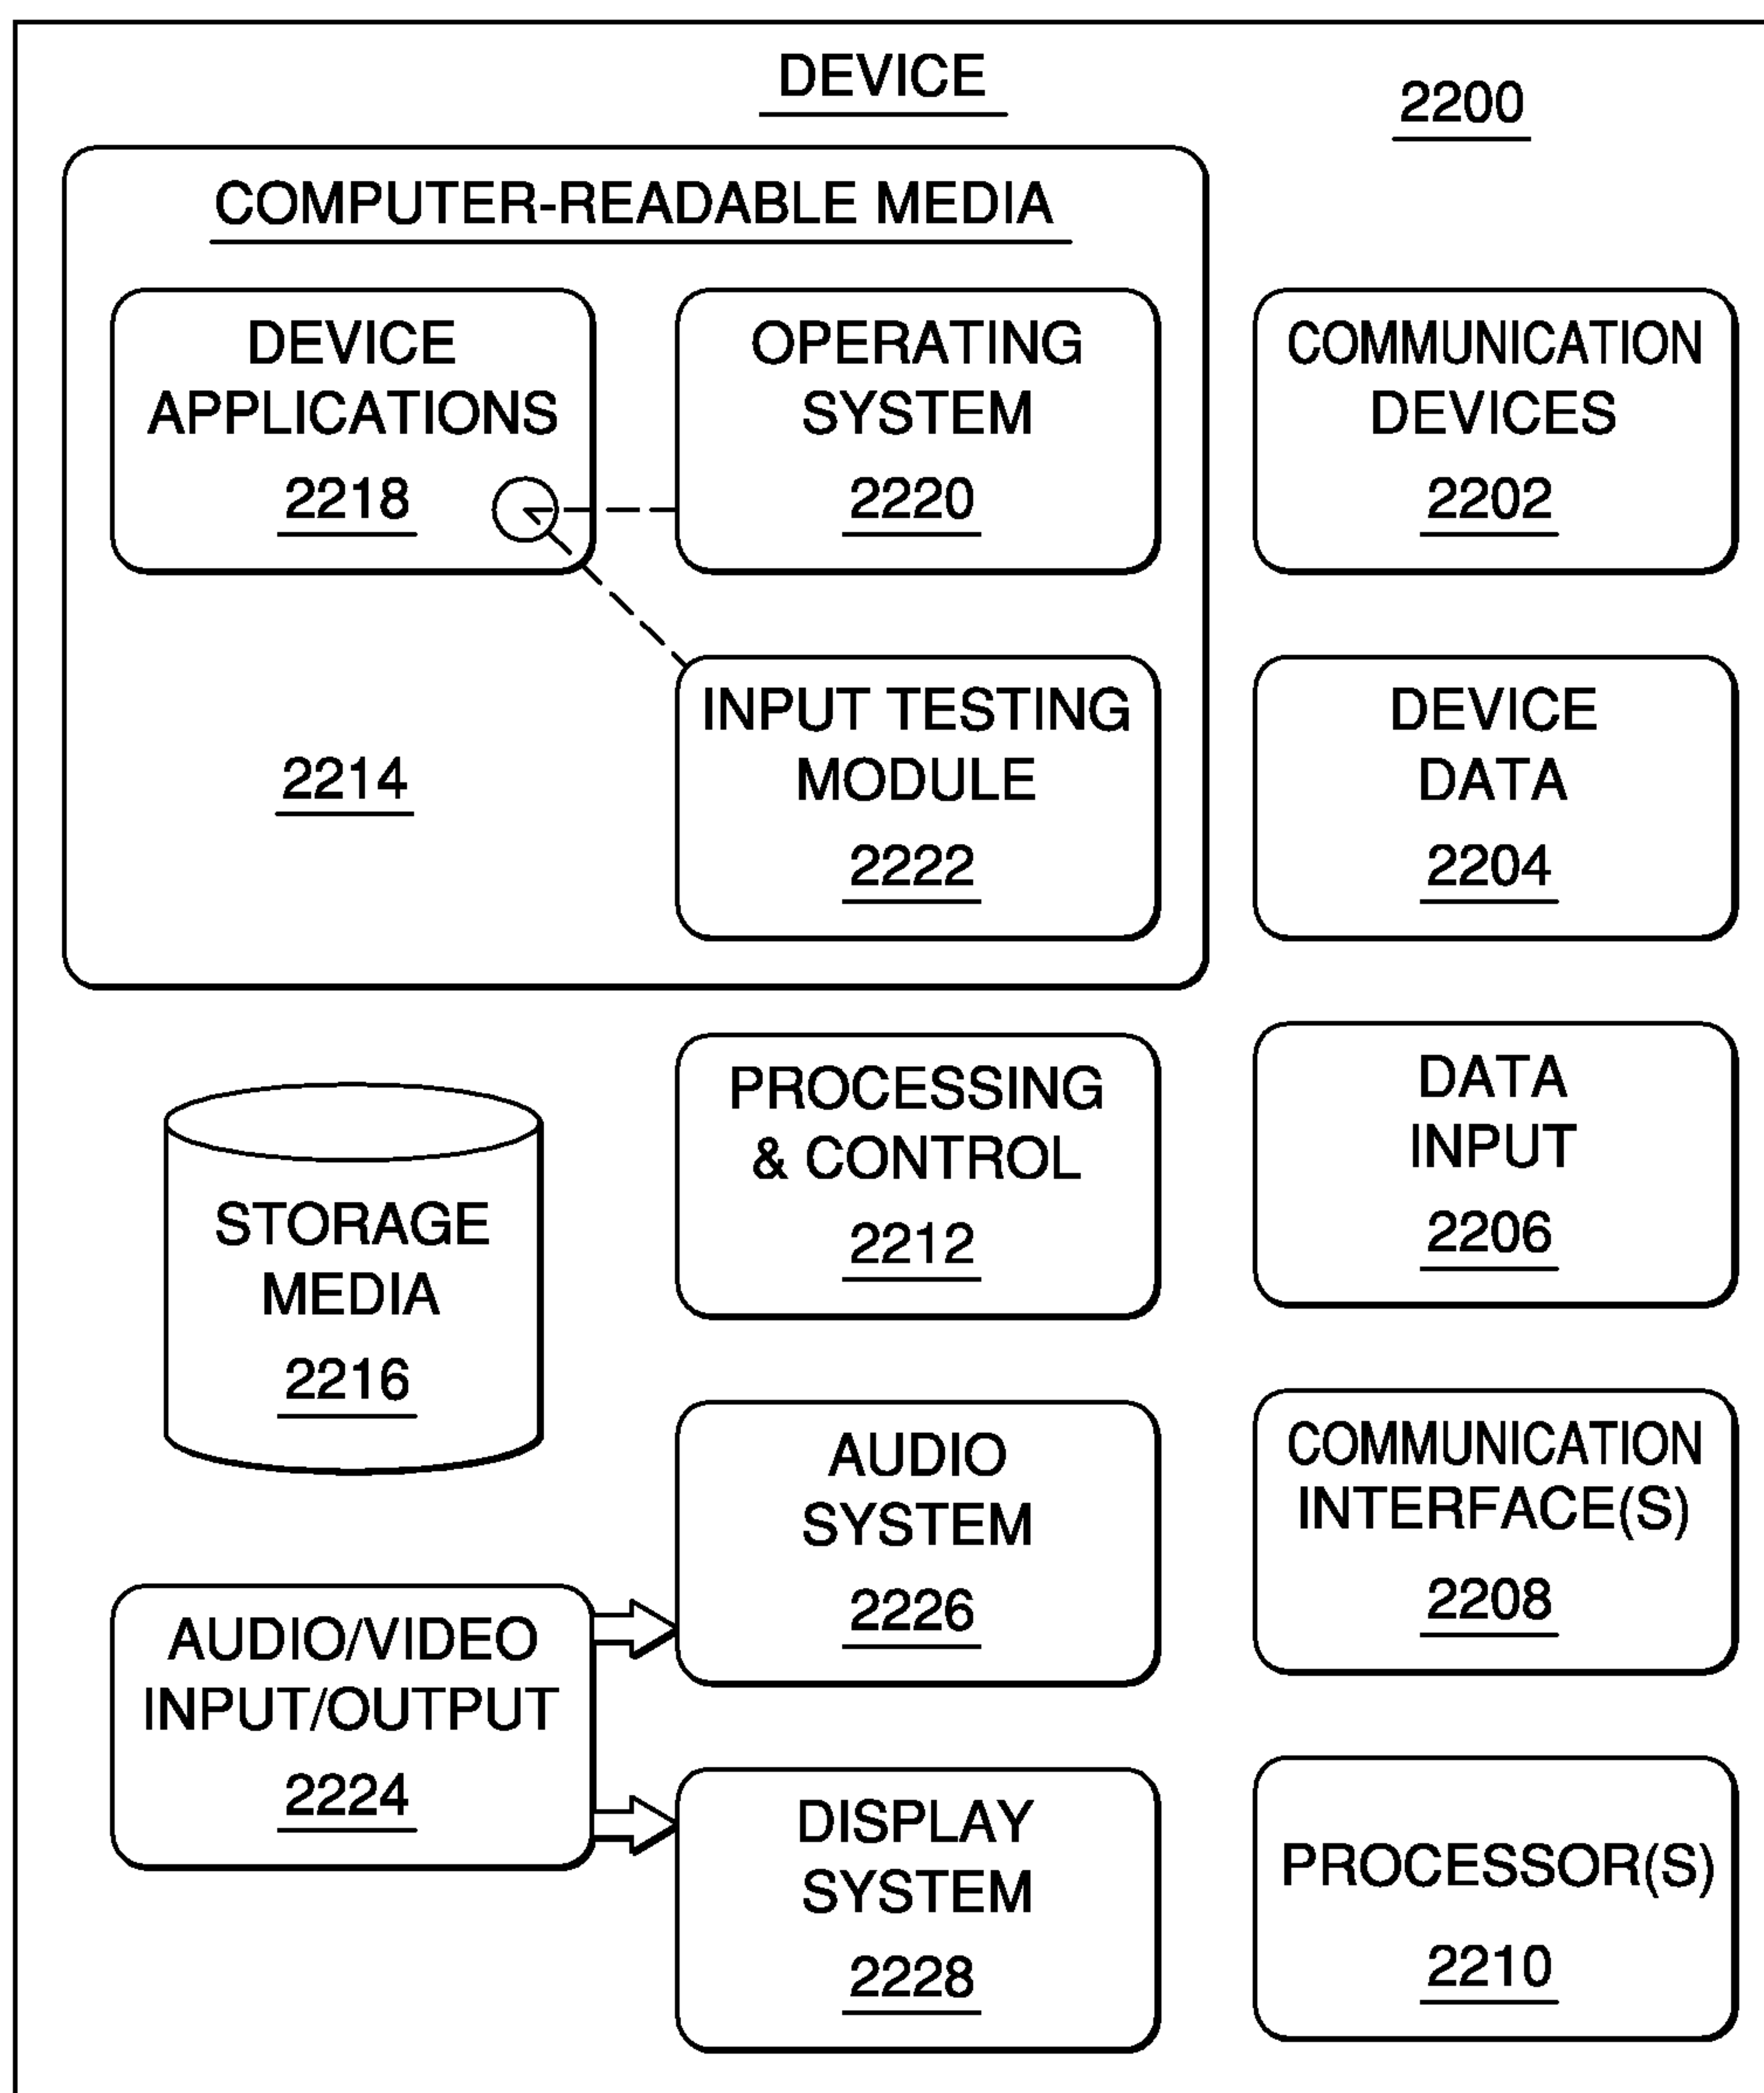 DEVICE
2200
COMPUTER-READABLE MEDIA
DEVICE
APPLICATIONS
2218
OPERATING
SYSTEM
2220
COMMUNICATION
DEVICES
2202
2214
INPUT TESTING
MODULE
2222
DEVICE
DATA
2204
STORAGE
MEDIA
2216
PROCESSING
& CONTROL
2212
DATA
INPUT
2206
AUDIO
SYSTEM
2226
COMMUNICATION
INTERFACE(S)
2208
AUDIO/VIDEO
INPUT/OUTPUT
2224
DISPLAY
SYSTEM
2228
PROCESSOR(S)
2210